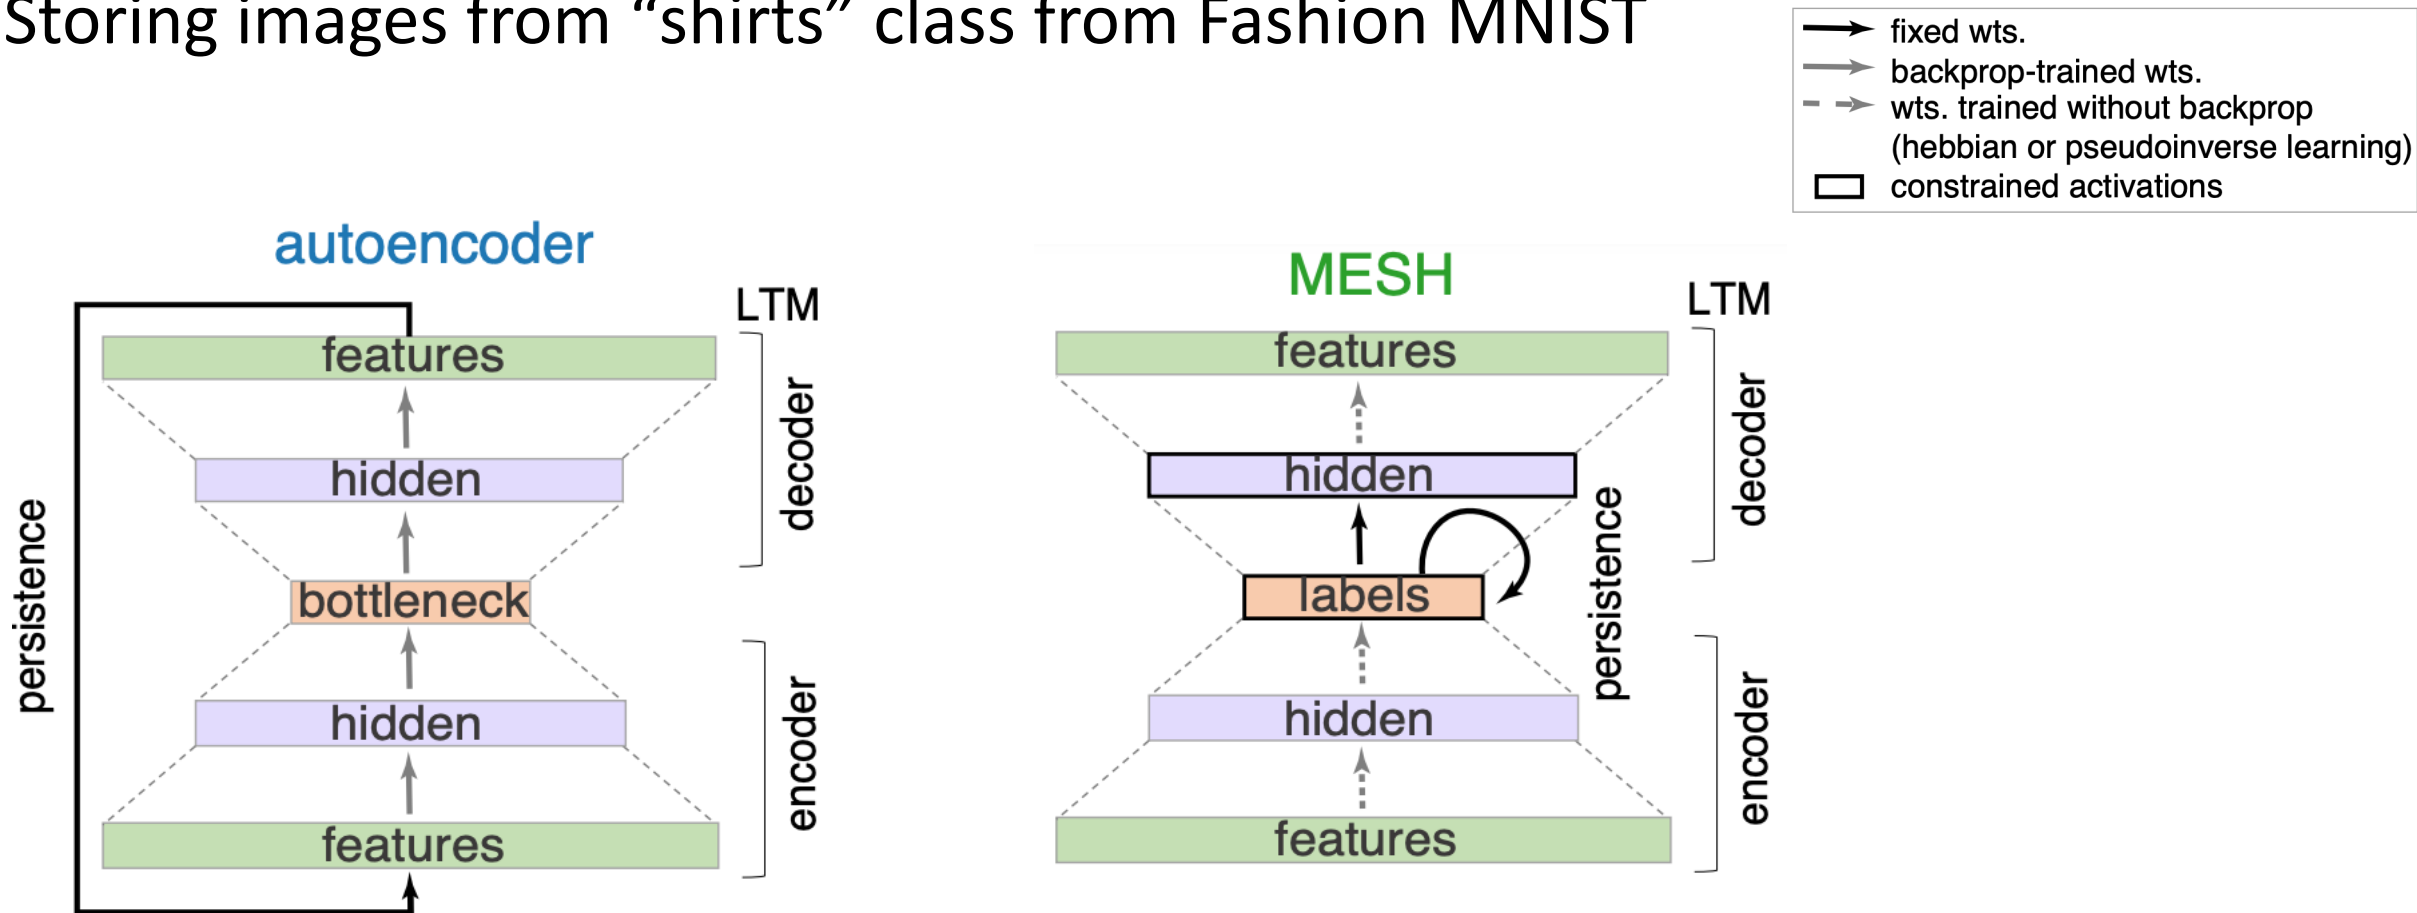 Storing images from “shirts” class from Fashion MNIST
fixed wts.
backprop-trained wts.
wts. trained without backprop
(hebbian or pseudoinverse learning)
constrained activations
autoencoder
LTM
features
hidden
bottleneck
hidden
features
persistence
decoder
encoder
MESH
LTM
features
hidden
labels
hidden
features
persistence
decoder
encoder